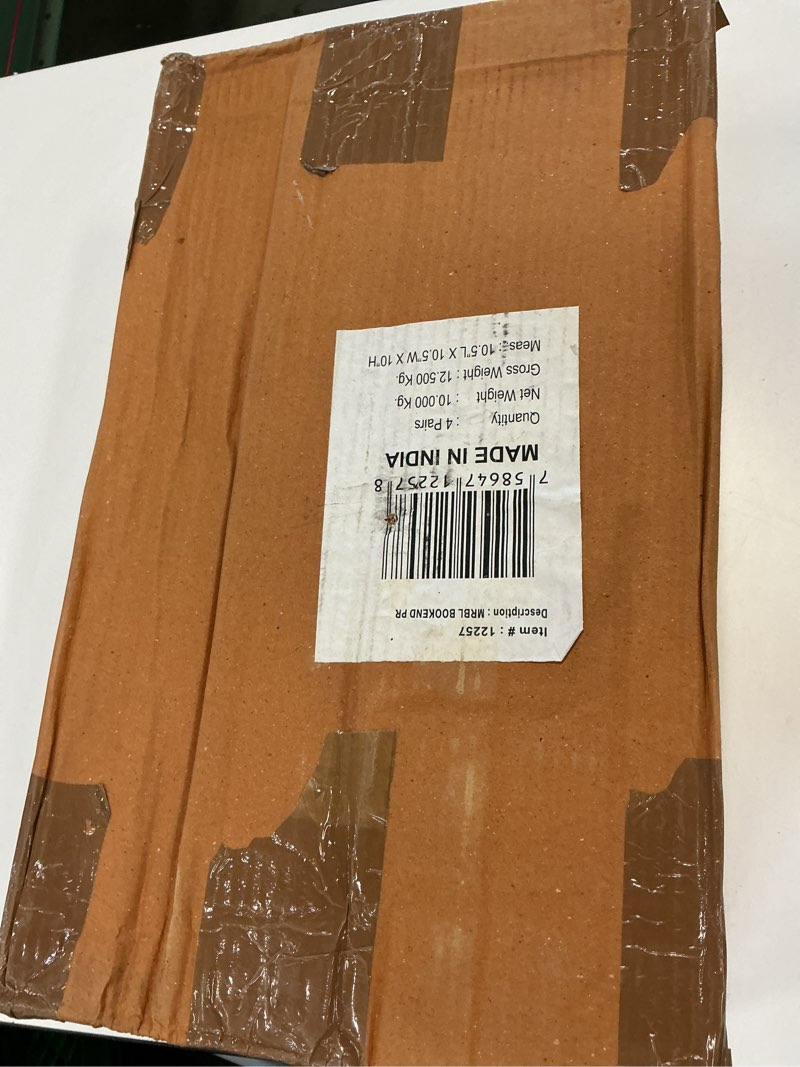 Item # : 12257
Description : MRBL BOOKEND PR
7 58647 12257 8
MADE IN INDIA
Quantity : 4 Pairs
Net Weight : 10.000 Kg.
Gross Weight : 12.500 Kg.
Meas : 10.5"L X 10.5"W X 10"H